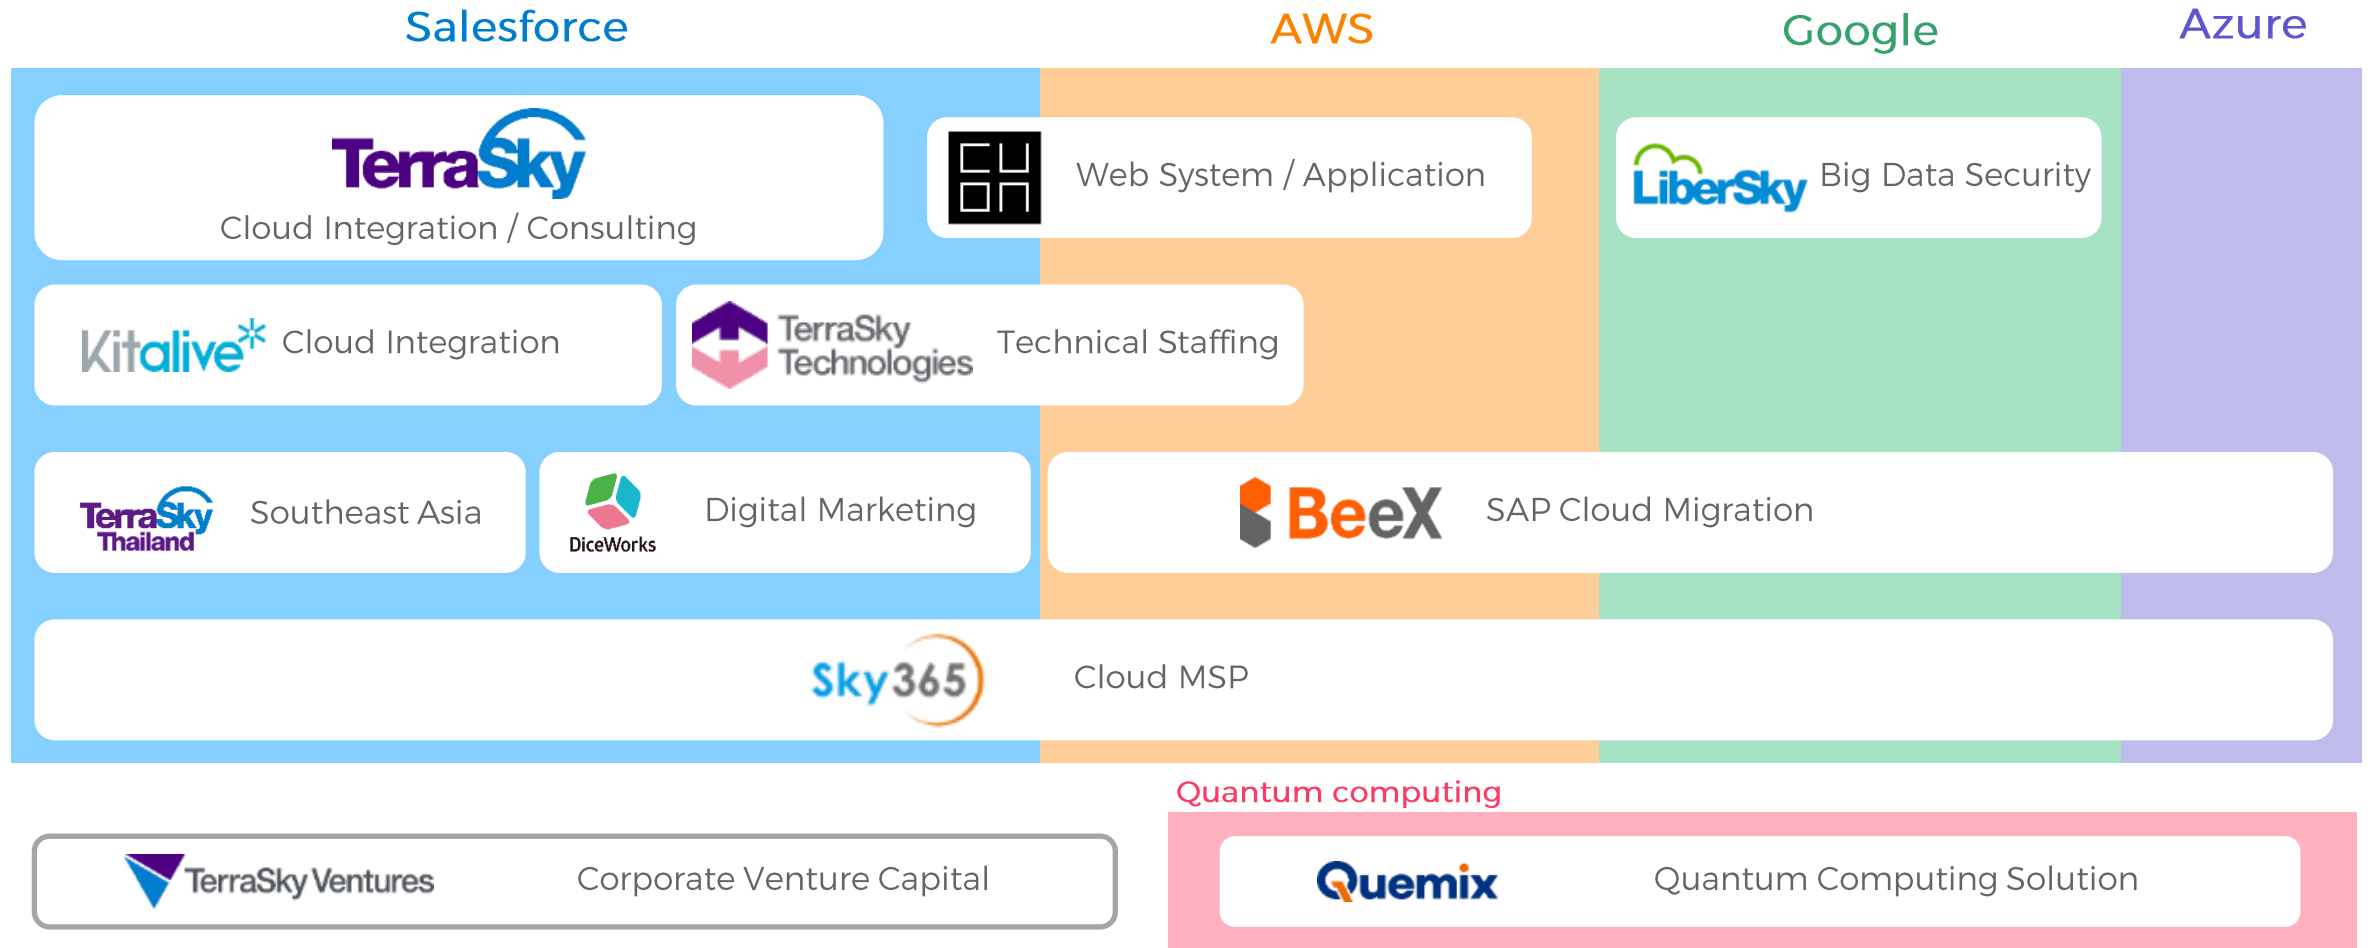 Salesforce
AWS
Google
Azure
TerraSky
Cloud Integration / Consulting
CUON
Web System / Application
LiberSky
Big Data Security
Kitalive
Cloud Integration
TerraSky
Technologies
Technical Staffing
TerraSky
Thailand
Southeast Asia
DiceWorks
Digital Marketing
BeeX
SAP Cloud Migration
Sky365
Cloud MSP
Quantum computing
TerraSky Ventures
Corporate Venture Capital
Quemix
Quantum Computing Solution